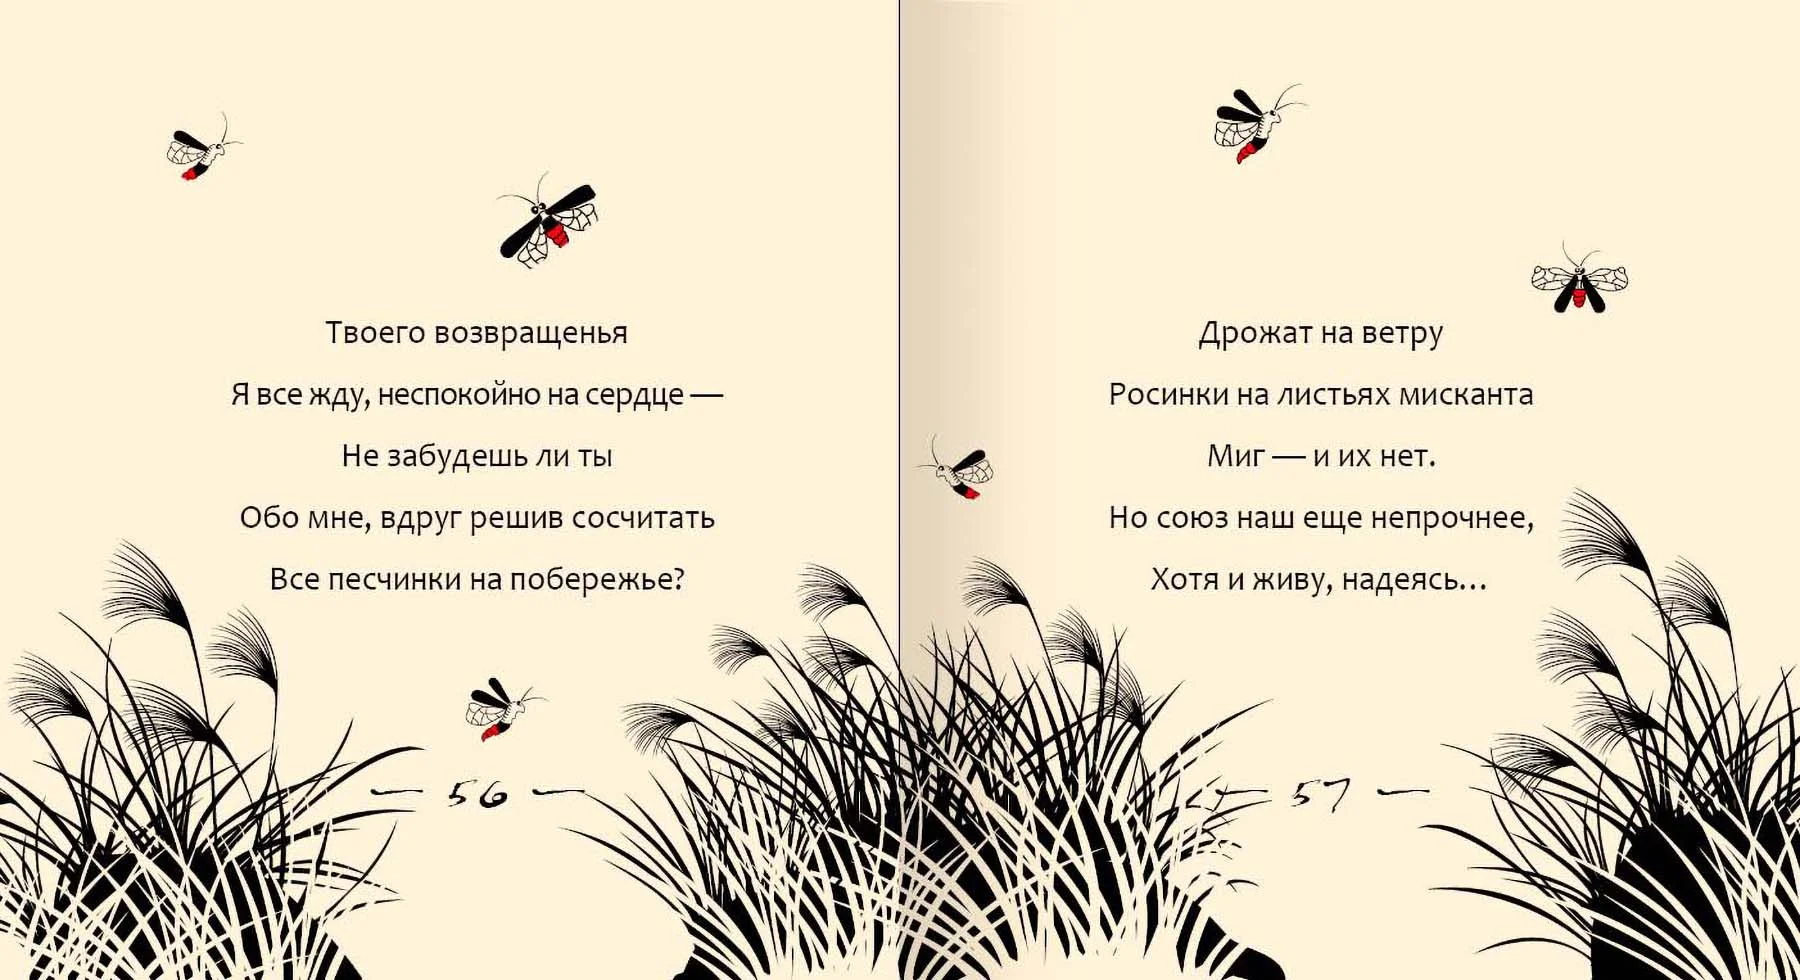 Твоего возвращенья
Я все жду, неспокойно на сердце —
Не забудешь ли ты
Обо мне, вдруг решив сосчитать
Все песчинки на побережье?
— 56 —
Дрожат на ветру
Росинки на листьях мисканта
Миг — и их нет.
Но союз наш еще непрочнее,
Хотя и живу, надеясь...
— 57 —